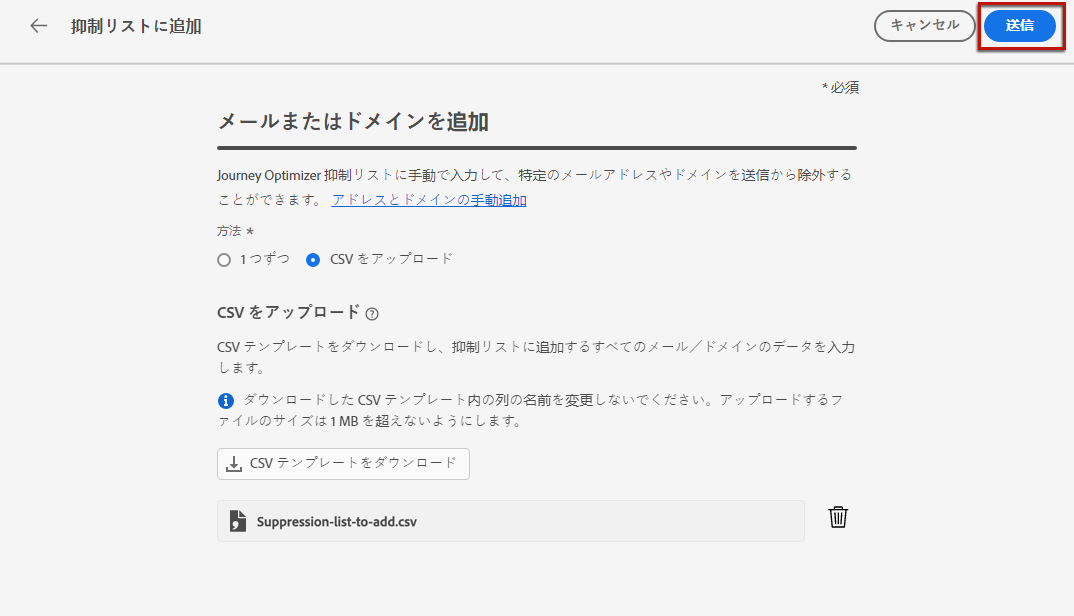 抑制リストに追加
キャンセル
送信
* 必須
メールまたはドメインを追加
Journey Optimizer 抑制リストに手動で入力して、特定のメールアドレスやドメインを送信から除外する
ことができます。 アドレスとドメインの手動追加
方法 *
1 つずつ
CSV をアップロード
CSV をアップロード
CSV テンプレートをダウンロードし、抑制リストに追加するすべてのメール／ドメインのデータを入力
します。
ダウンロードした CSV テンプレート内の列の名前を変更しないでください。アップロードするフ
ァイルのサイズは 1 MB を超えないようにします。
CSV テンプレートをダウンロード
Suppression-list-to-add.csv